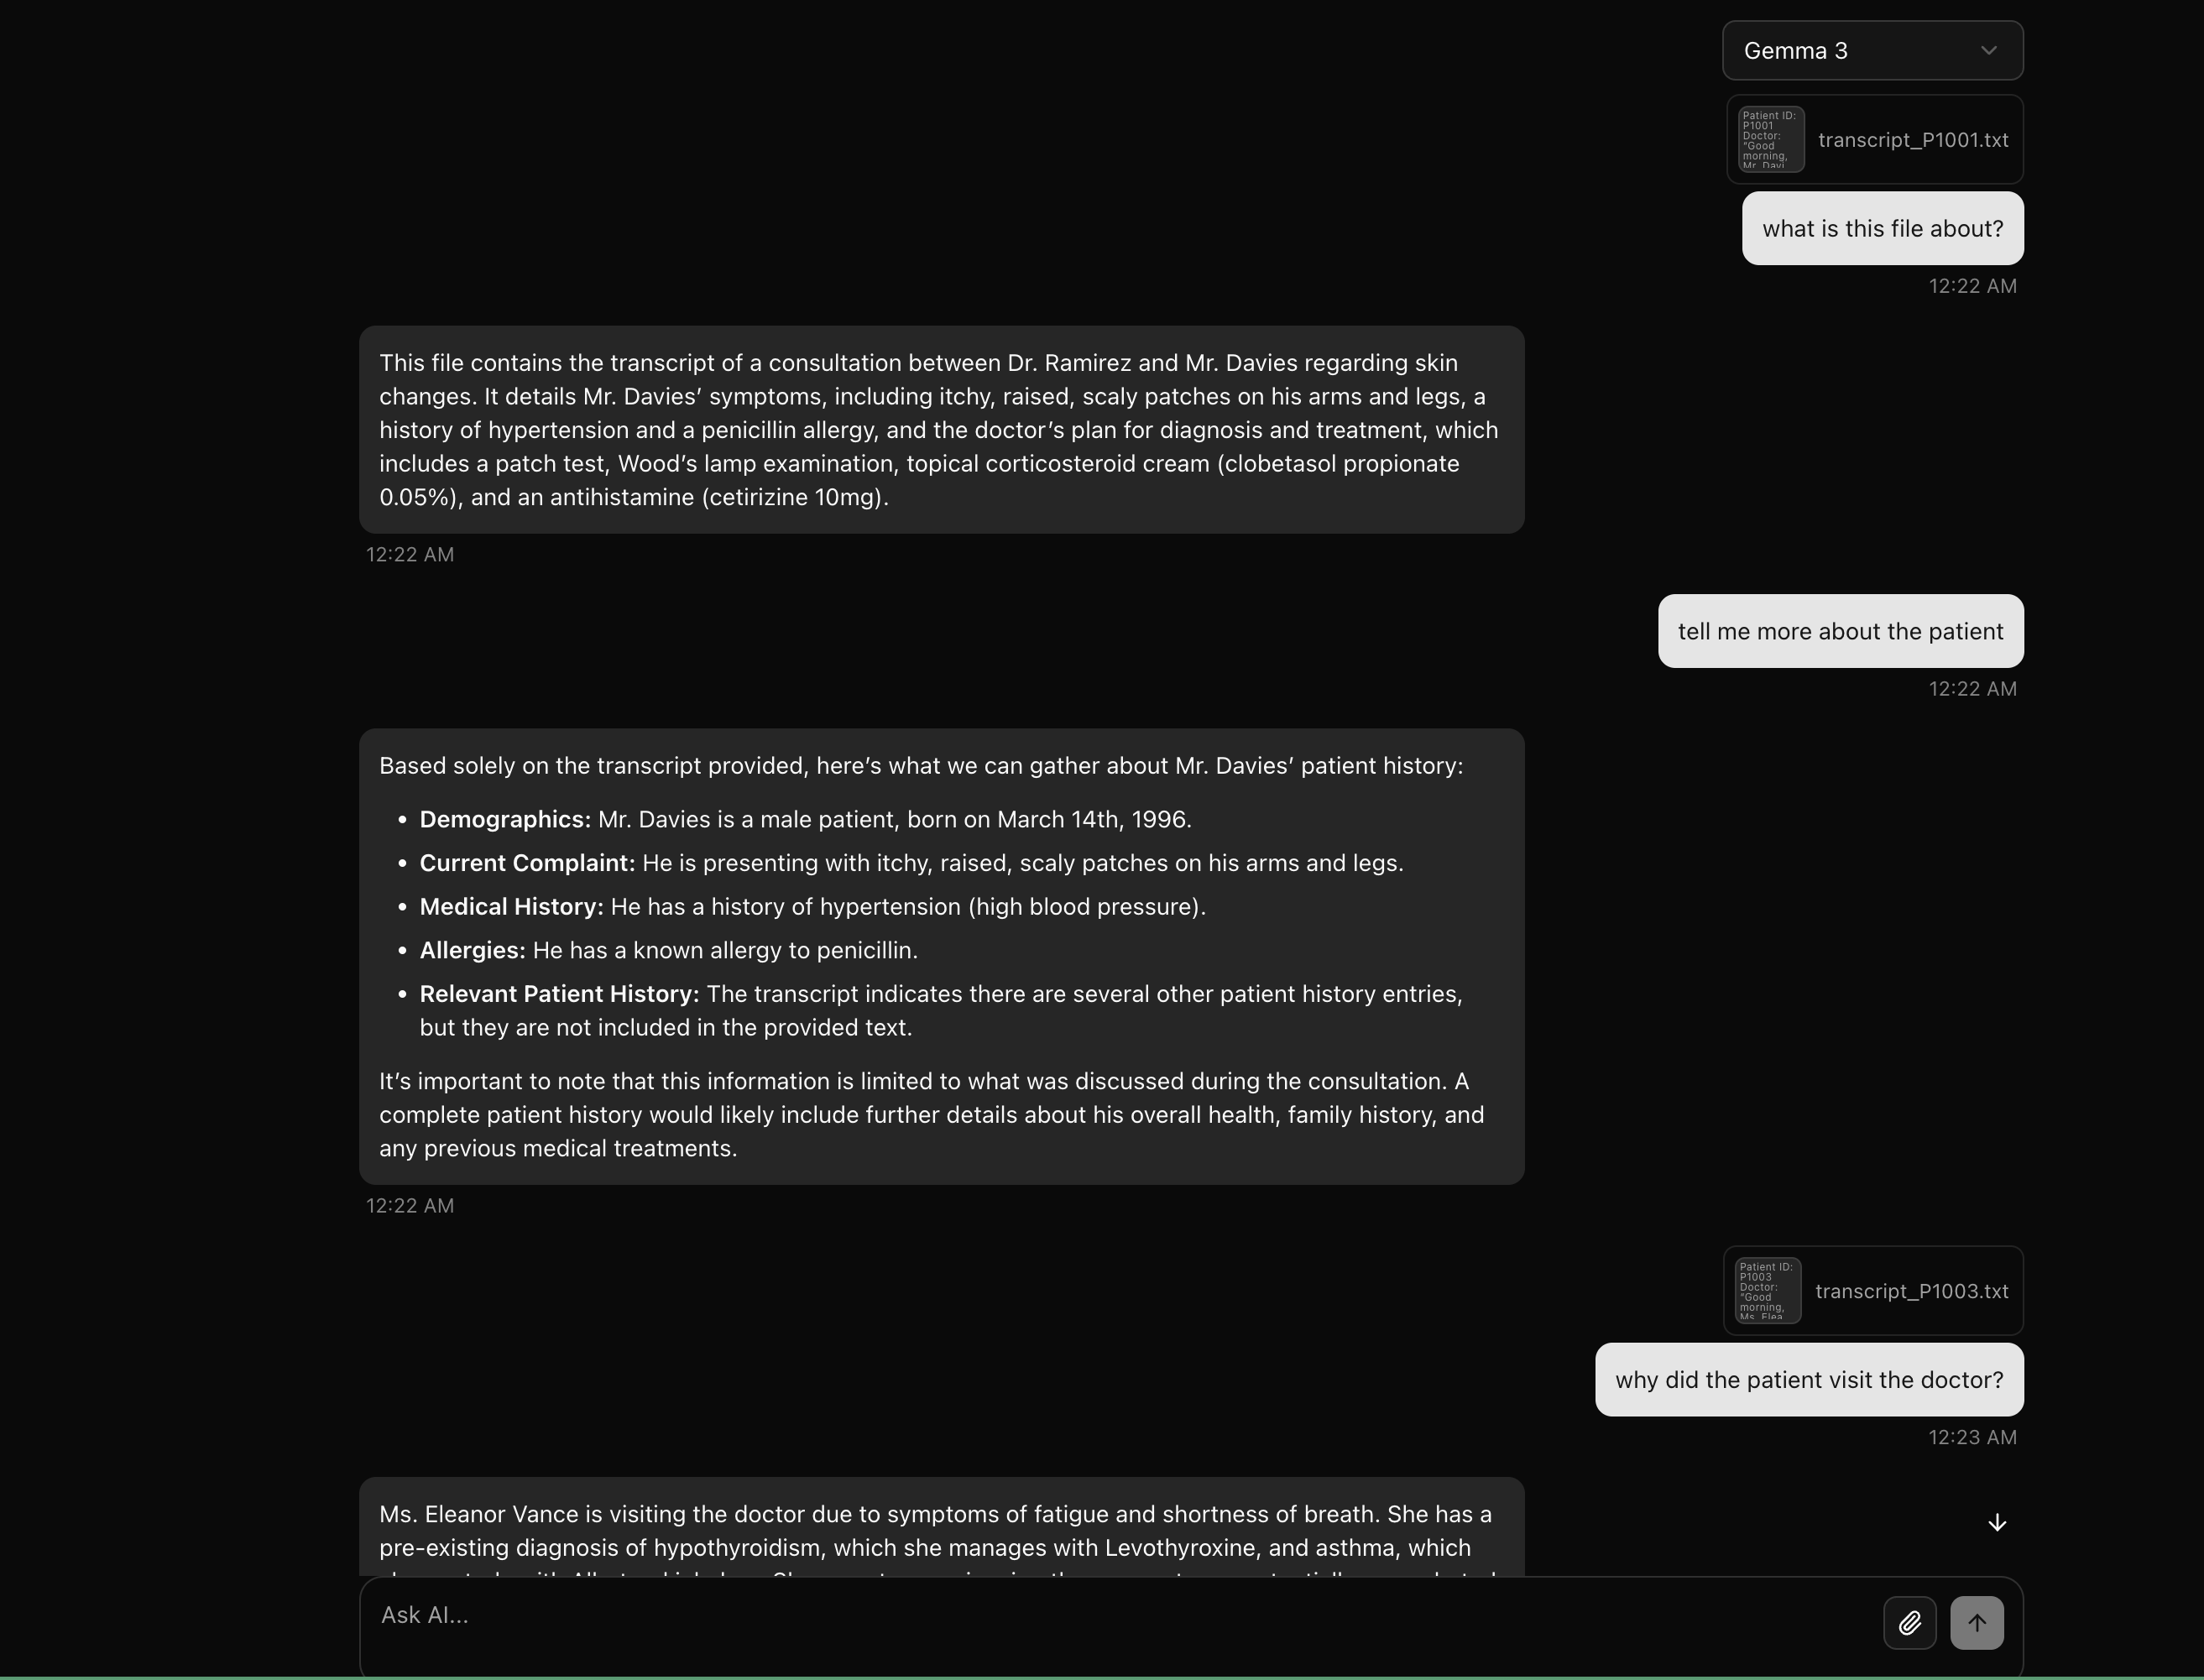 Gemma 3
Patient ID:
P1001
Doctor:
"Good
morning,
Mr. Davi
transcript_P1001.txt
what is this file about?
12:22 AM
This file contains the transcript of a consultation between Dr. Ramirez and Mr. Davies regarding skin
changes. It details Mr. Davies’ symptoms, including itchy, raised, scaly patches on his arms and legs, a
history of hypertension and a penicillin allergy, and the doctor’s plan for diagnosis and treatment, which
includes a patch test, Wood’s lamp examination, topical corticosteroid cream (clobetasol propionate
0.05%), and an antihistamine (cetirizine 10mg).
12:22 AM
tell me more about the patient
12:22 AM
Based solely on the transcript provided, here’s what we can gather about Mr. Davies’ patient history:
• Demographics: Mr. Davies is a male patient, born on March 14th, 1996.
• Current Complaint: He is presenting with itchy, raised, scaly patches on his arms and legs.
• Medical History: He has a history of hypertension (high blood pressure).
• Allergies: He has a known allergy to penicillin.
• Relevant Patient History: The transcript indicates there are several other patient history entries,
but they are not included in the provided text.
It’s important to note that this information is limited to what was discussed during the consultation. A
complete patient history would likely include further details about his overall health, family history, and
any previous medical treatments.
12:22 AM
Patient ID:
P1003
Doctor:
"Good
morning,
Ms. Elea
transcript_P1003.txt
why did the patient visit the doctor?
12:23 AM
Ms. Eleanor Vance is visiting the doctor due to symptoms of fatigue and shortness of breath. She has a
pre-existing diagnosis of hypothyroidism, which she manages with Levothyroxine, and asthma, which
Ask AI...